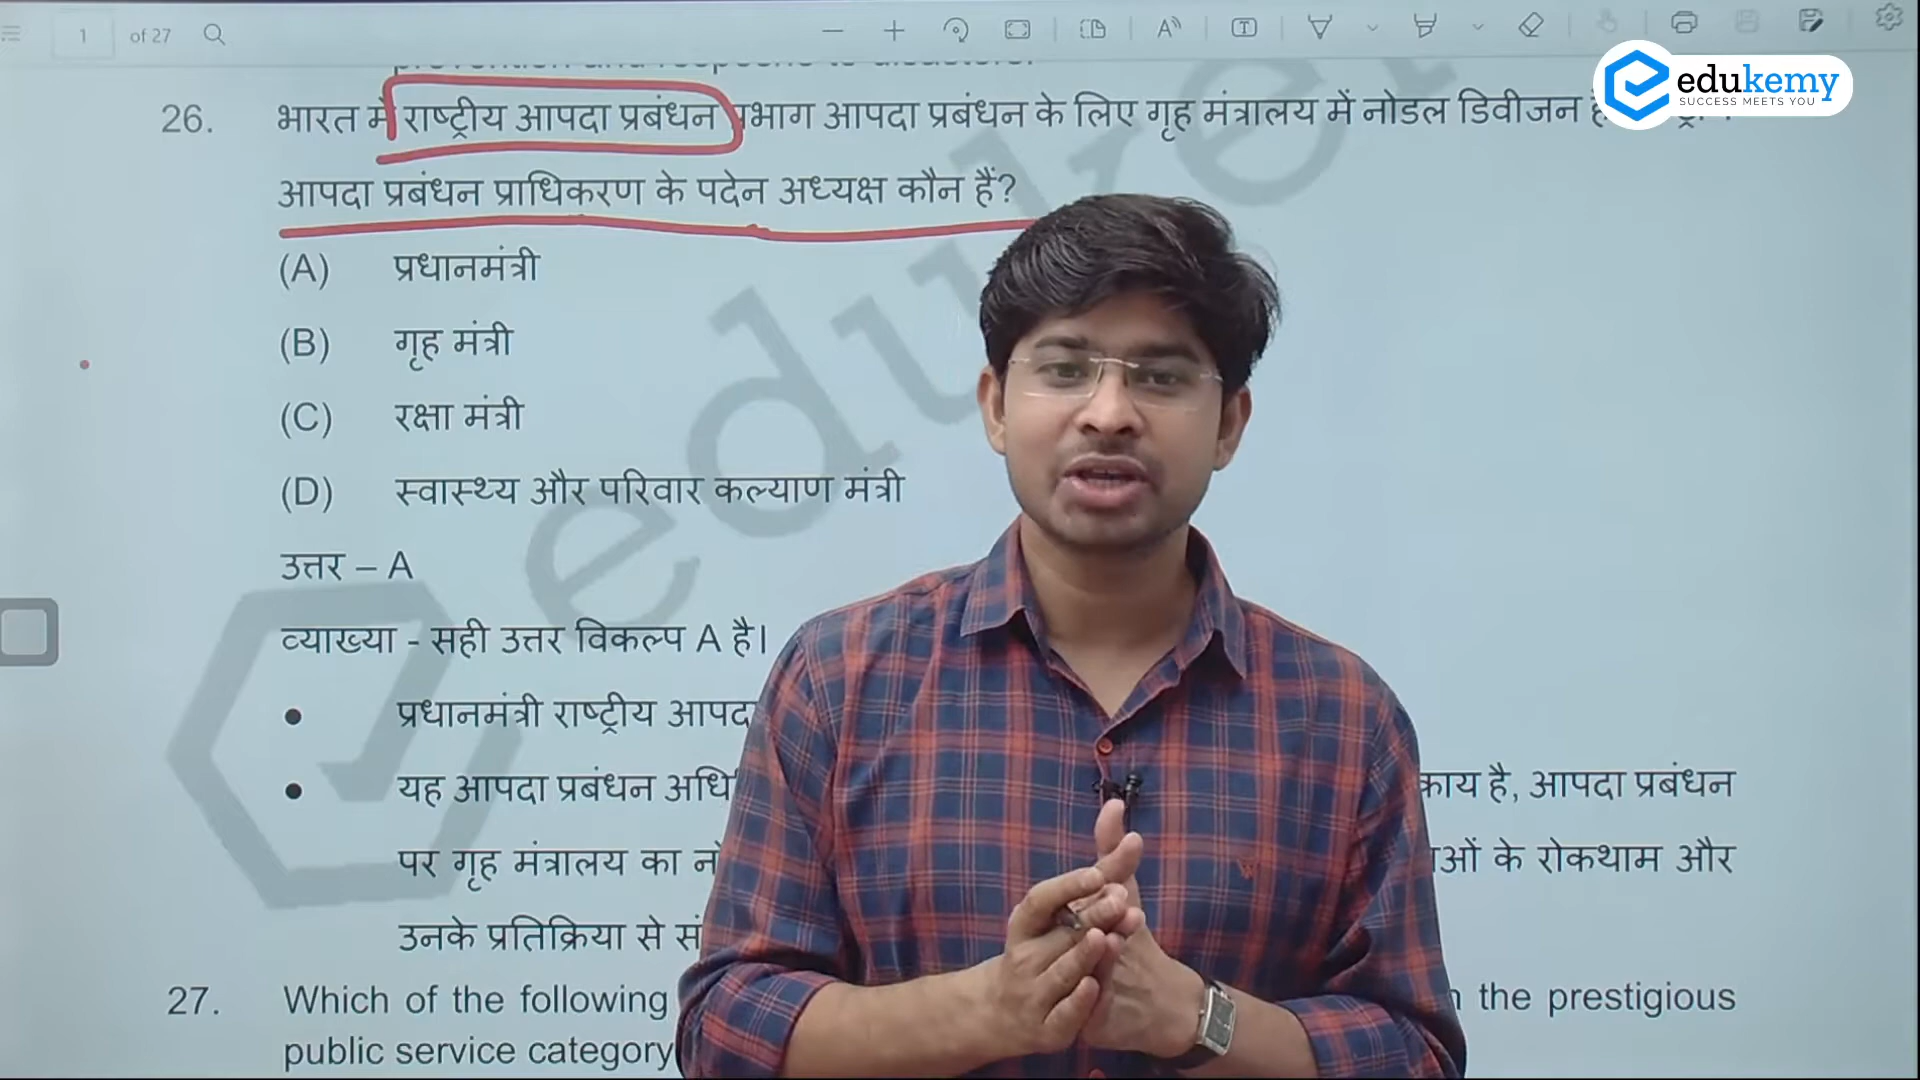 1 of 27
edukemy
SUCCESS MEETS YOU
26. भारत में राष्ट्रीय आपदा प्रबंधन प्रभाग आपदा प्रबंधन के लिए गृह मंत्रालय में नोडल डिवीजन
आपदा प्रबंधन प्राधिकरण के पदेन अध्यक्ष कौन हैं?
(A) प्रधानमंत्री
(B) गृह मंत्री
(C) रक्षा मंत्री
(D) स्वास्थ्य और परिवार कल्याण मंत्री
उत्तर – A
व्याख्या - सही उत्तर विकल्प A है।
● प्रधानमंत्री राष्ट्रीय आपदा
● यह आपदा प्रबंधन है, आपदा प्रबंधन
पर गृह मंत्रालय का के रोकथाम और
उनके प्रतिक्रिया से
27. Which of the following the prestigious
public service category